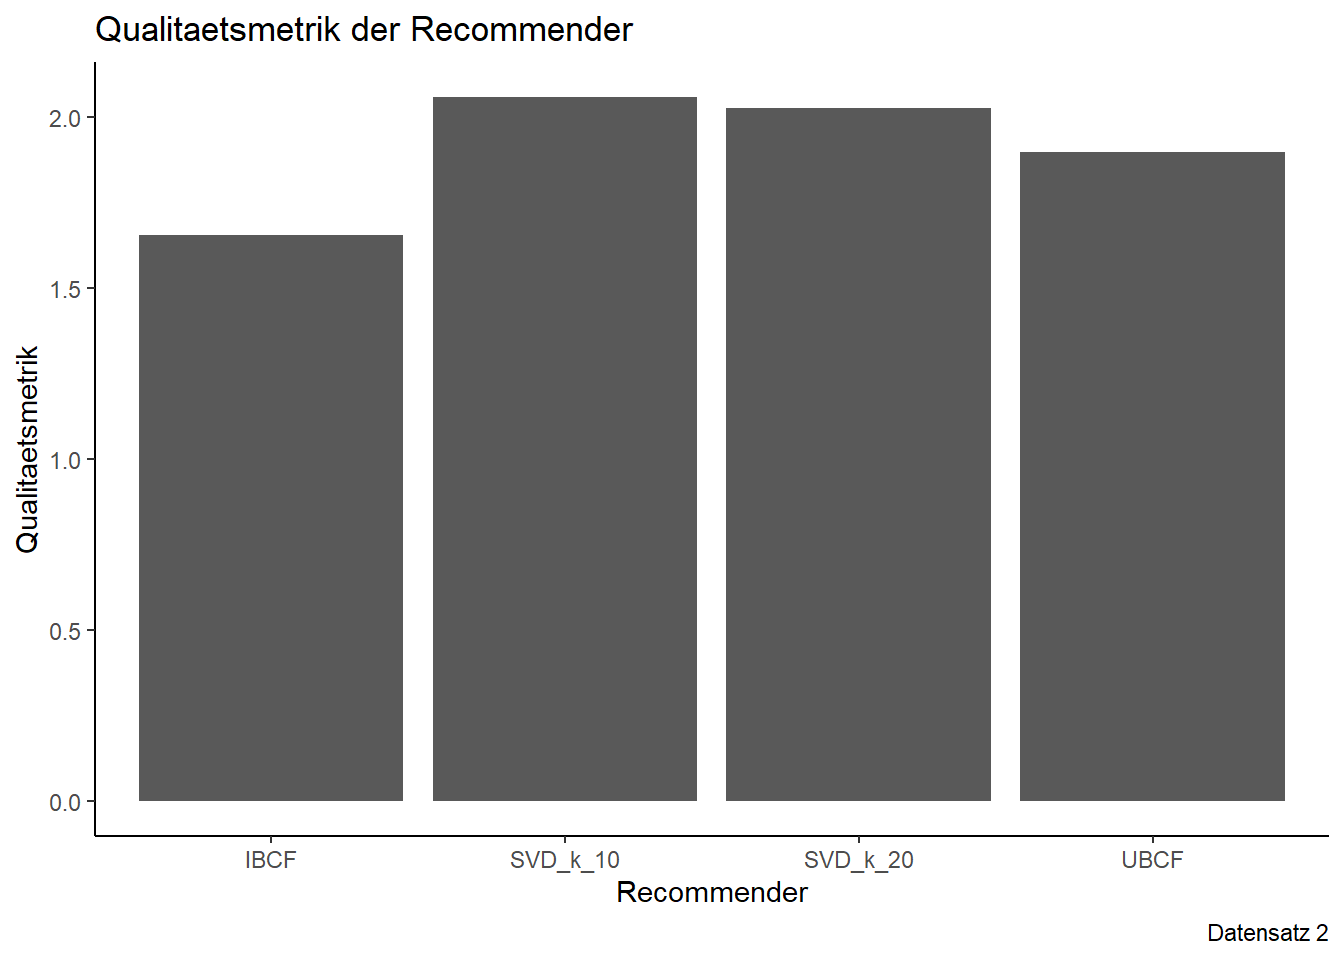 Qualitaetsmetrik der Recommender
Qualitaetsmetrik
2.0
1.5
1.0
0.5
0.0
IBCF
SVD_k_10
SVD_k_20
UBCF
Recommender
Datensatz 2